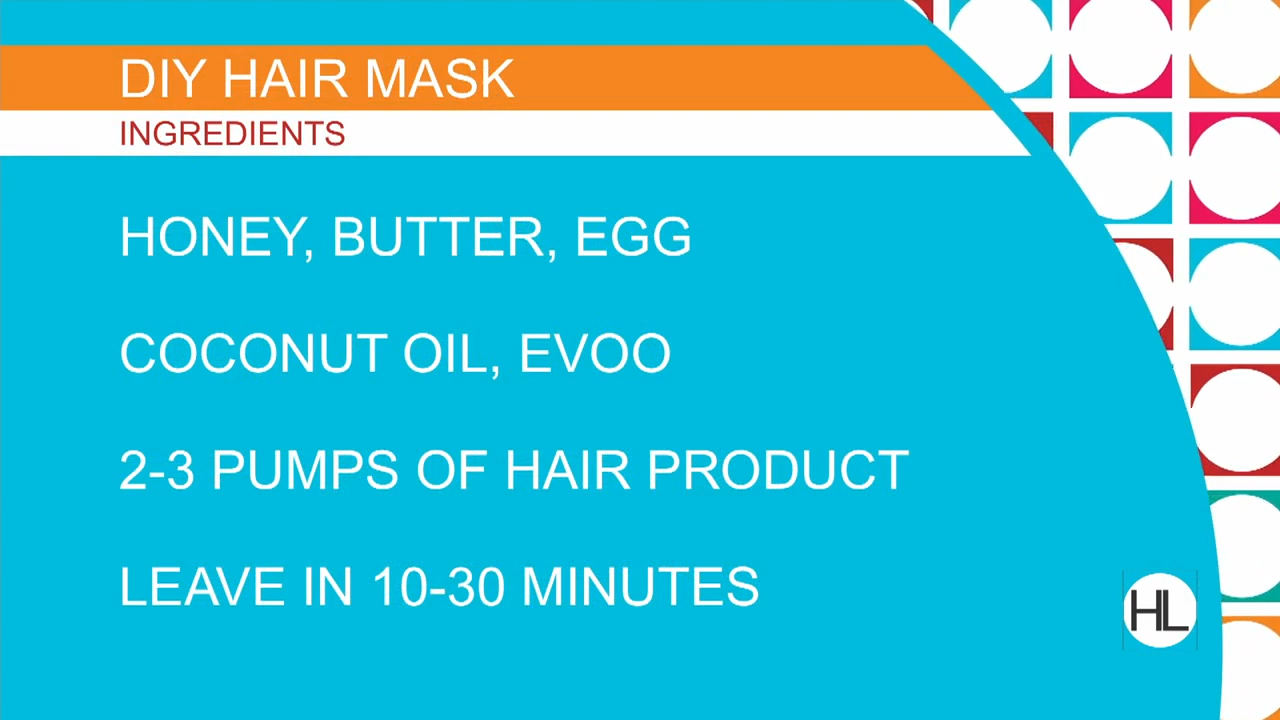 DIY HAIR MASK
INGREDIENTS
HONEY, BUTTER, EGG
COCONUT OIL, EVOO
2-3 PUMPS OF HAIR PRODUCT
LEAVE IN 10-30 MINUTES
HL